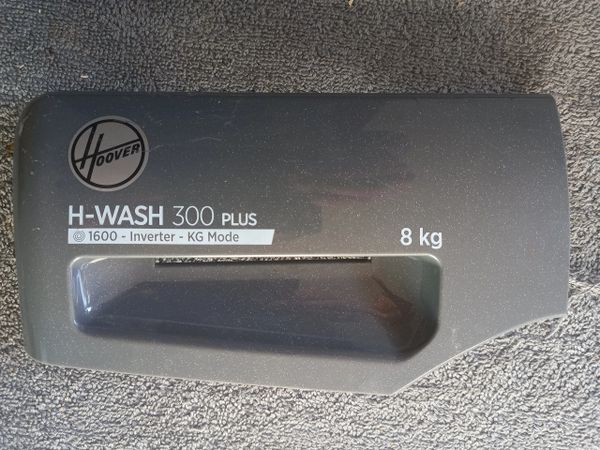 HOOVER
H-WASH 300 PLUS
1600 - Inverter - KG Mode
8 kg